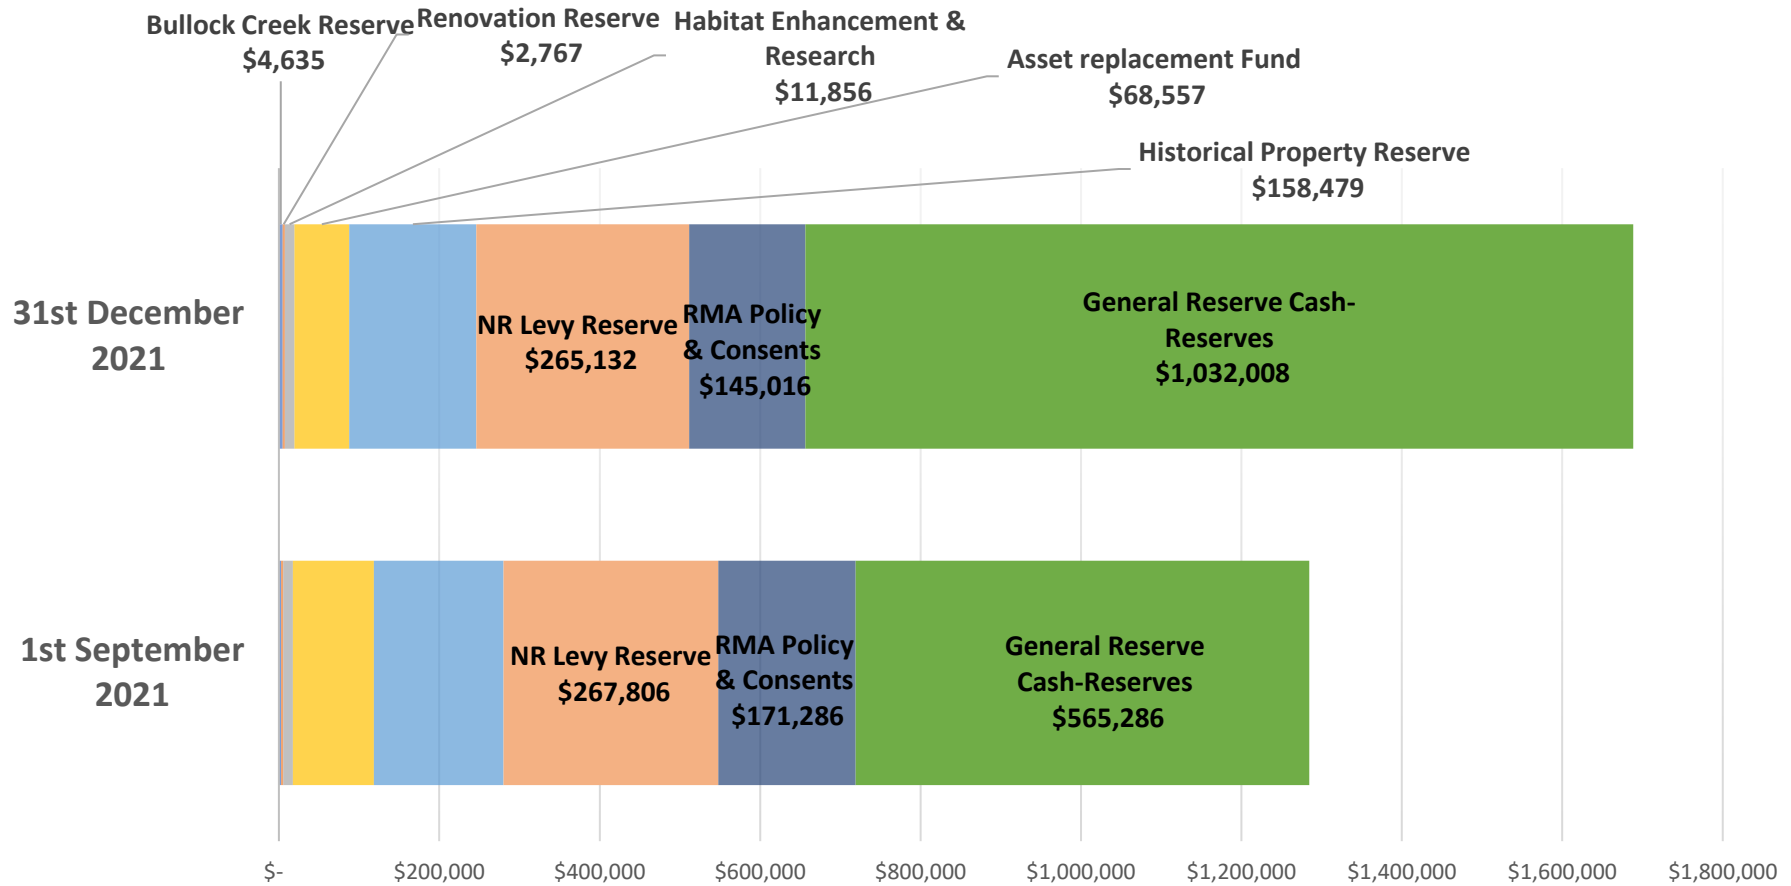 Bullock Creek Reserve
$4,635
Renovation Reserve
$2,767
Habitat Enhancement &
Research
$11,856
Asset replacement Fund
$68,557
Historical Property Reserve
$158,479
31st December
2021
NR Levy Reserve
$265,132
RMA Policy
& Consents
$145,016
General Reserve Cash-
Reserves
$1,032,008
1st September
2021
NR Levy Reserve
$267,806
RMA Policy
& Consents
$171,286
General Reserve
Cash-Reserves
$565,286
$- $200,000 $400,000 $600,000 $800,000 $1,000,000 $1,200,000 $1,400,000 $1,600,000 $1,800,000